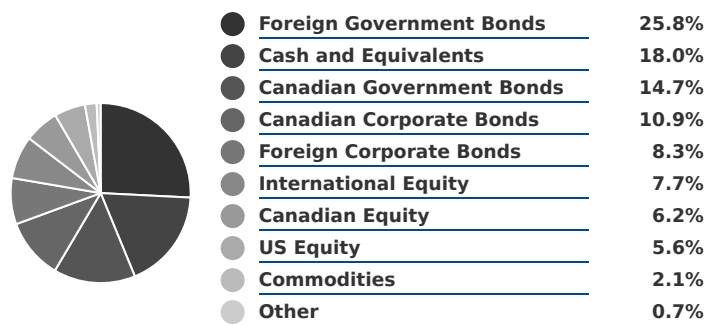 Foreign Government Bonds 25.8%
Cash and Equivalents 18.0%
Canadian Government Bonds 14.7%
Canadian Corporate Bonds 10.9%
Foreign Corporate Bonds 8.3%
International Equity 7.7%
Canadian Equity 6.2%
US Equity 5.6%
Commodities 2.1%
Other 0.7%